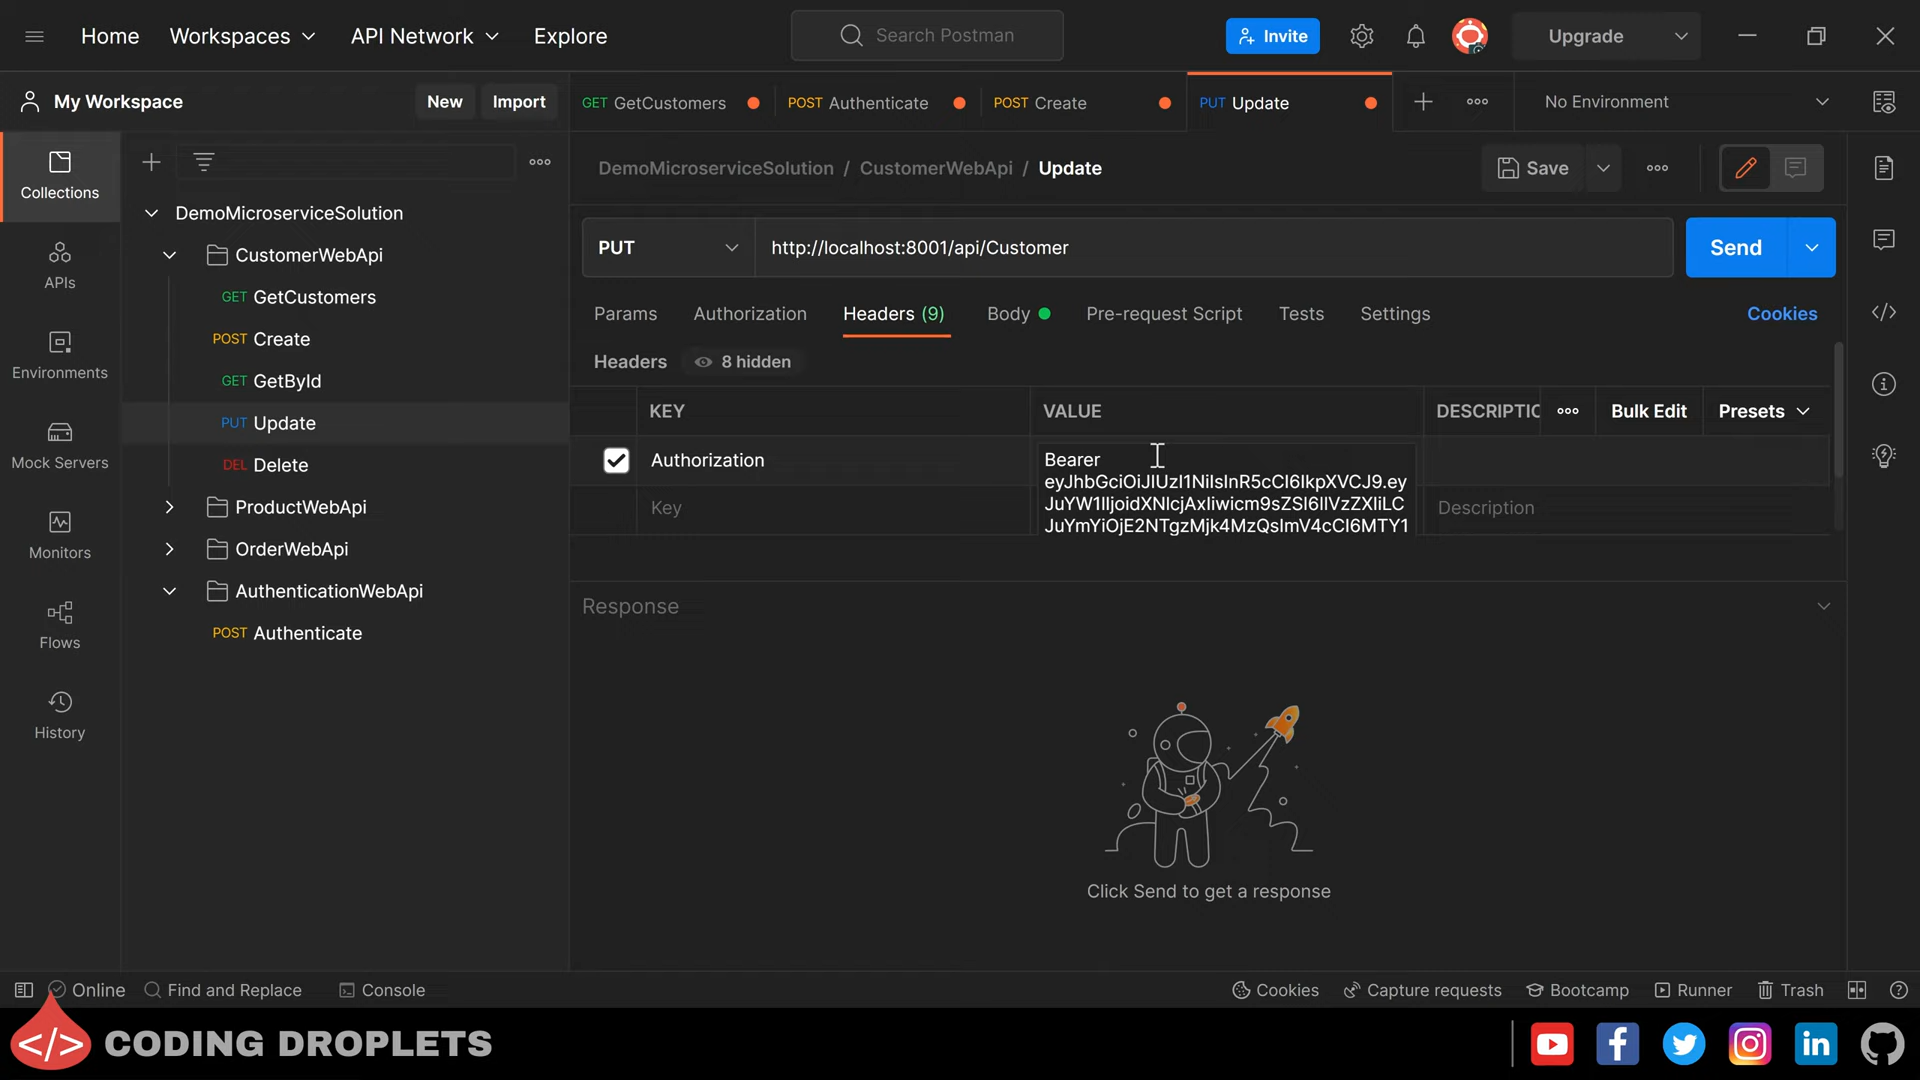 Home
Workspaces
API Network
Explore
Search Postman
Invite
Upgrade
My Workspace
New
Import
GET GetCustomers
POST Authenticate
POST Create
PUT Update
No Environment
Collections
APIs
Environments
Mock Servers
Monitors
Flows
History
DemoMicroserviceSolution
CustomerWebApi
GET GetCustomers
POST Create
GET GetById
PUT Update
DEL Delete
ProductWebApi
OrderWebApi
AuthenticationWebApi
POST Authenticate
DemoMicroserviceSolution / CustomerWebApi / Update
Save
PUT
http://localhost:8001/api/Customer
Send
Params
Authorization
Headers (9)
Body
Pre-request Script
Tests
Settings
Cookies
Headers
8 hidden
KEY
VALUE
DESCRIPTIC
Bulk Edit
Presets
Authorization
Bearer
eyJhbGciOiJIUzI1NiIsInR5cCI6IkpXVCJ9.ey
JuYW1lIjoidXNlcjAxIiwicm9sZSI6IlVzZXIiLC
JuYmYiOjE2NTgzMjk4MzQsImV4cCI6MTY1
Key
Description
Response
Click Send to get a response
Online
Find and Replace
Console
Cookies
Capture requests
Bootcamp
Runner
Trash
</> CODING DROPLETS